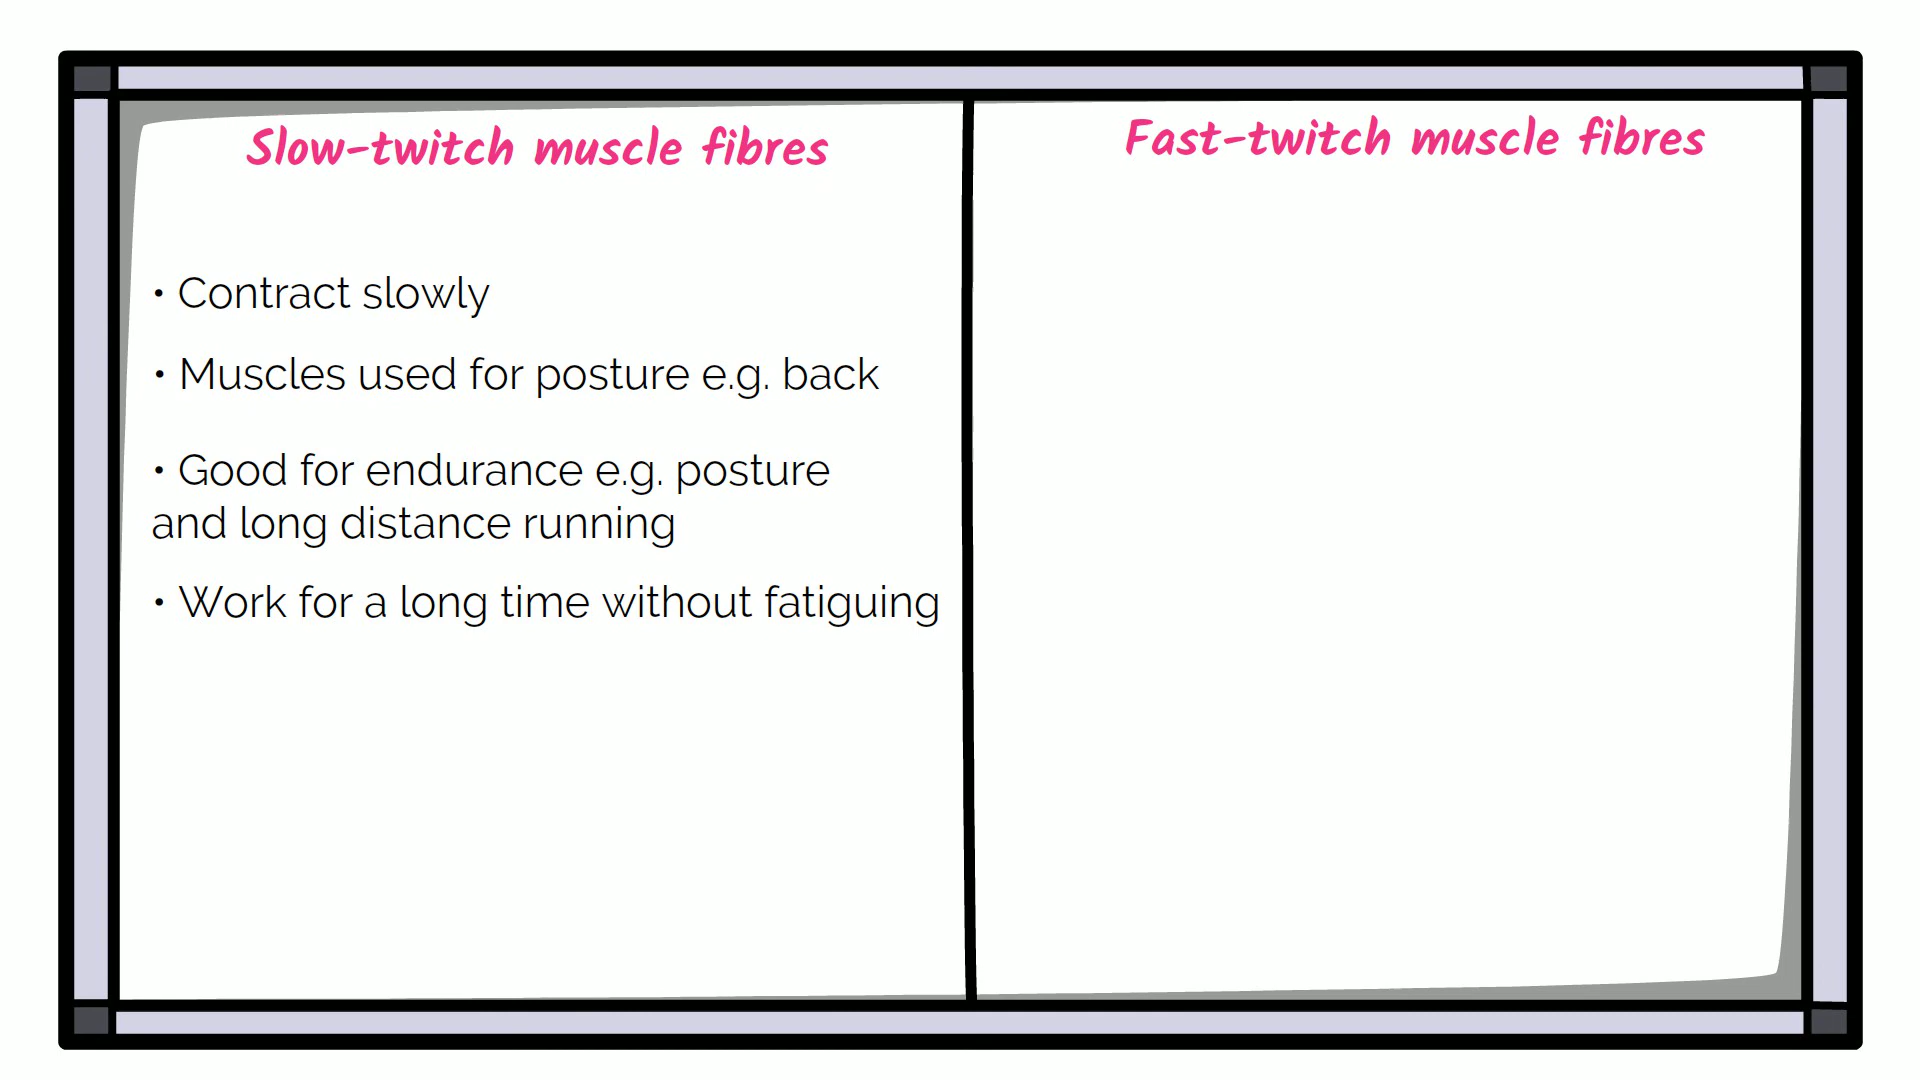 Slow-twitch muscle fibres
• Contract slowly
• Muscles used for posture e.g. back
• Good for endurance e.g. posture
and long distance running
• Work for a long time without fatiguing
Fast-twitch muscle fibres